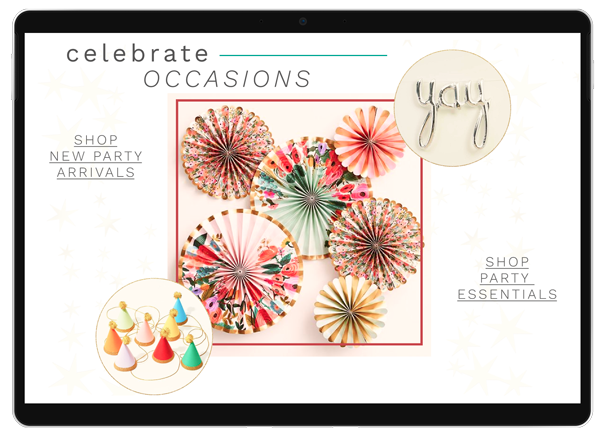 celebrate
OCCASIONS
yay
SHOP
NEW PARTY
ARRIVALS
SHOP
PARTY
ESSENTIALS